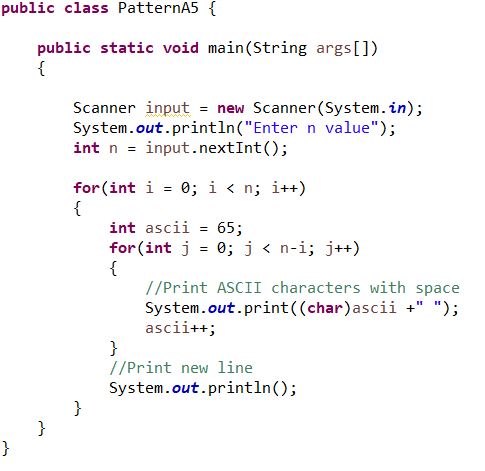 public class PatternA5 {
public static void main(String args[])
{
Scanner input = new Scanner(System.in);
System.out.println("Enter n value");
int n = input.nextInt();
for(int i = 0; i < n; i++)
{
int ascii = 65;
for(int j = 0; j < n-i; j++)
{
//Print ASCII characters with space
System.out.print((char)ascii +" ");
ascii++;
}
//Print new line
System.out.println();
}
}
}